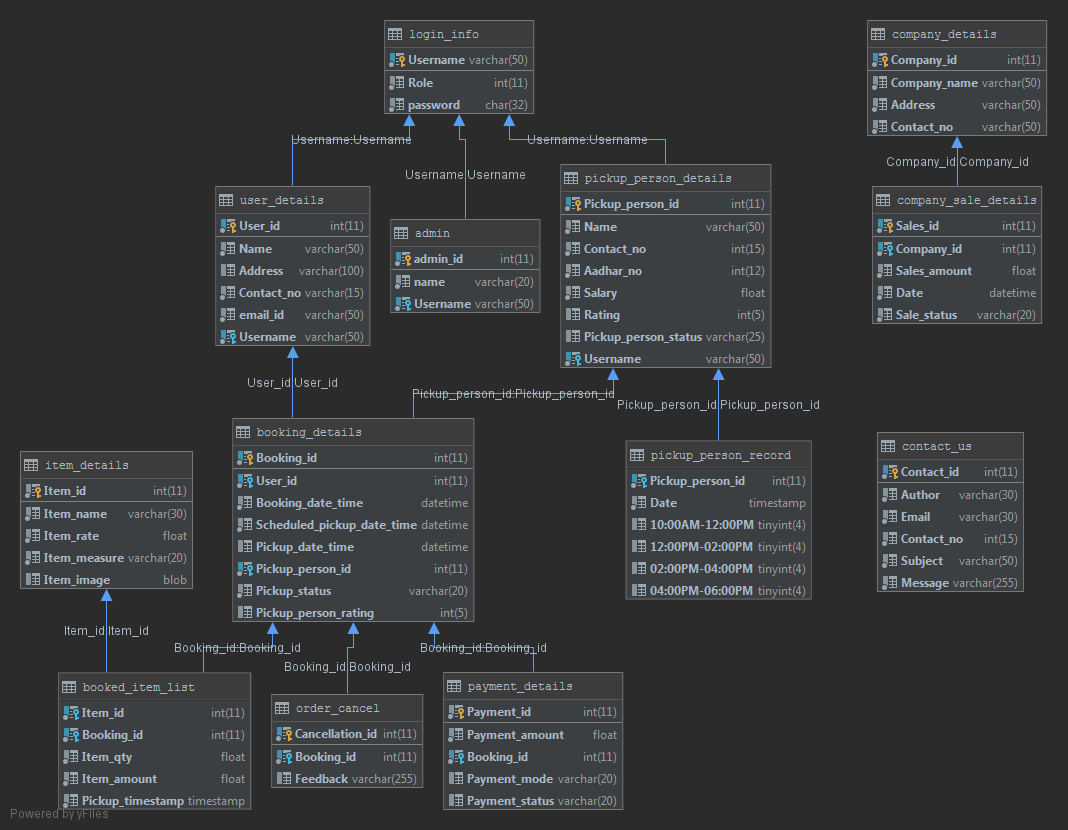 login_info
Username varchar(50)
Role int(11)
password char(32)
company_details
Company_id int(11)
Company_name varchar(50)
Address varchar(50)
Contact_no varchar(50)
Username:Username
Username:Username
Username:Username
Company_id:Company_id
user_details
User_id int(11)
Name varchar(50)
Address varchar(100)
Contact_no varchar(15)
email_id varchar(50)
Username varchar(50)
admin
admin_id int(11)
name varchar(20)
Username varchar(50)
pickup_person_details
Pickup_person_id int(11)
Name varchar(50)
Contact_no int(15)
Aadhar_no int(12)
Salary float
Rating int(5)
Pickup_person_status varchar(25)
Username varchar(50)
company_sale_details
Sales_id int(11)
Company_id int(11)
Sales_amount float
Date datetime
Sale_status varchar(20)
User_id:User_id
Pickup_person_id:Pickup_person_id
Pickup_person_id:Pickup_person_id
item_details
Item_id int(11)
Item_name varchar(30)
Item_rate float
Item_measure varchar(20)
Item_image blob
booking_details
Booking_id int(11)
User_id int(11)
Booking_date_time datetime
Scheduled_pickup_date_time datetime
Pickup_date_time datetime
Pickup_person_id int(11)
Pickup_status varchar(20)
Pickup_person_rating int(5)
pickup_person_record
Pickup_person_id int(11)
Date timestamp
10:00AM-12:00PM tinyint(4)
12:00PM-02:00PM tinyint(4)
02:00PM-04:00PM tinyint(4)
04:00PM-06:00PM tinyint(4)
contact_us
Contact_id int(11)
Author varchar(30)
Email varchar(30)
Contact_no int(15)
Subject varchar(50)
Message varchar(255)
Item_id:Item_id
Booking_id:Booking_id
Booking_id:Booking_id
Booking_id:Booking_id
booked_item_list
Item_id int(11)
Booking_id int(11)
Item_qty float
Item_amount float
Pickup_timestamp timestamp
order_cancel
Cancellation_id int(11)
Booking_id int(11)
Feedback varchar(255)
payment_details
Payment_id int(11)
Payment_amount float
Booking_id int(11)
Payment_mode varchar(20)
Payment_status varchar(20)
Powered by yFiles